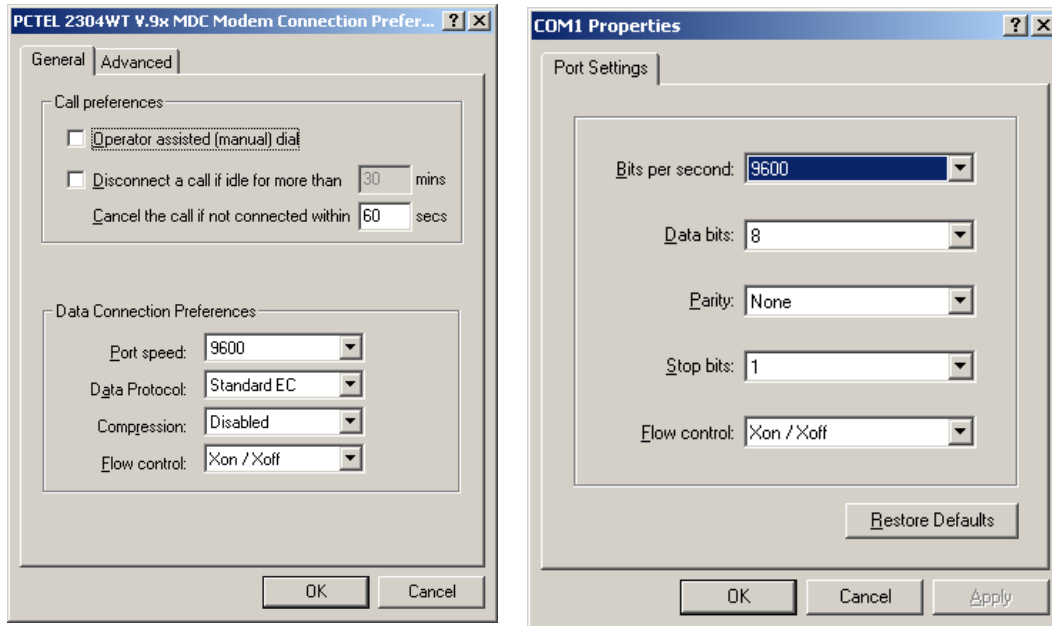 PCTEL 2304WT V.9x MDC Modem Connection Prefer... ? X
General Advanced
Call preferences
Operator assisted (manual) dial
Disconnect a call if idle for more than 30 mins
Cancel the call if not connected within 60 secs
Data Connection Preferences
Port speed: 9600
Data Protocol: Standard EC
Compression: Disabled
Flow control: Xon / Xoff
OK Cancel
COM1 Properties ? X
Port Settings
Bits per second: 9600
Data bits: 8
Parity: None
Stop bits: 1
Flow control: Xon / Xoff
Restore Defaults
OK Cancel Apply